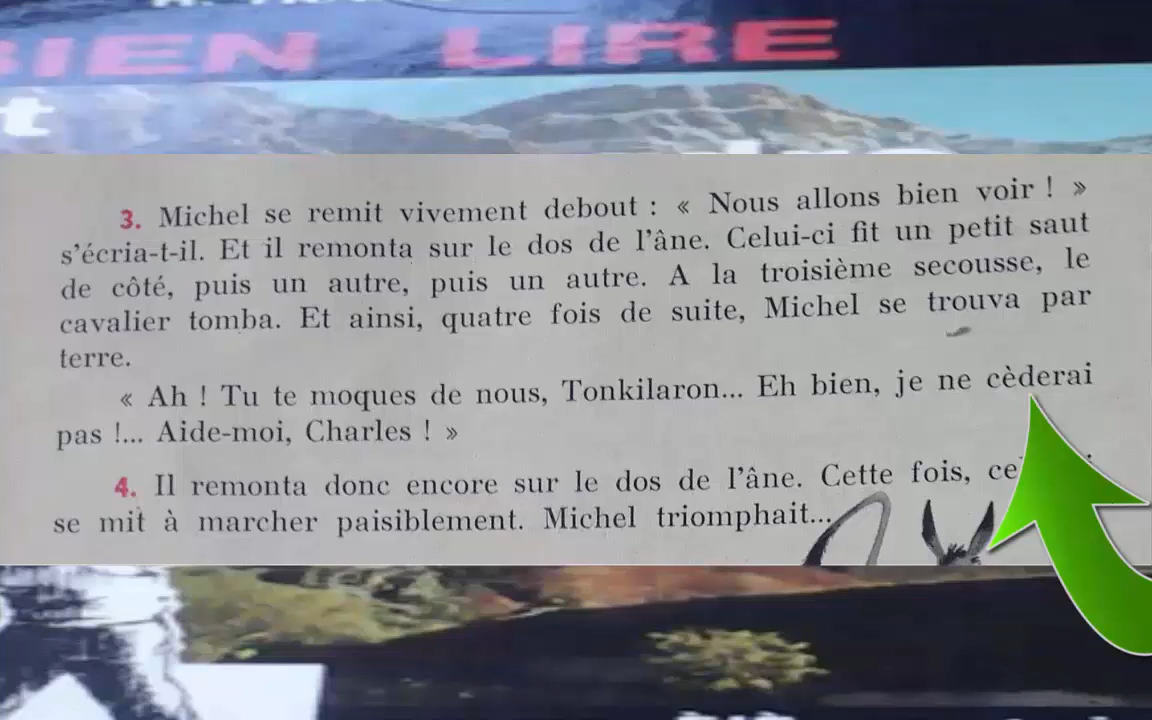 BIEN LIRE
t
3. Michel se remit vivement debout : « Nous allons bien voir ! »
s'écria-t-il. Et il remonta sur le dos de l'âne. Celui-ci fit un petit saut
de côté, puis un autre, puis un autre. A la troisième secousse, le
cavalier tomba. Et ainsi, quatre fois de suite, Michel se trouva par
terre.
« Ah ! Tu te moques de nous, Tonkilaron... Eh bien, je ne cèderai
pas !... Aide-moi, Charles ! »
4. Il remonta donc encore sur le dos de l'âne. Cette fois,
se mit à marcher paisiblement. Michel triomphait...